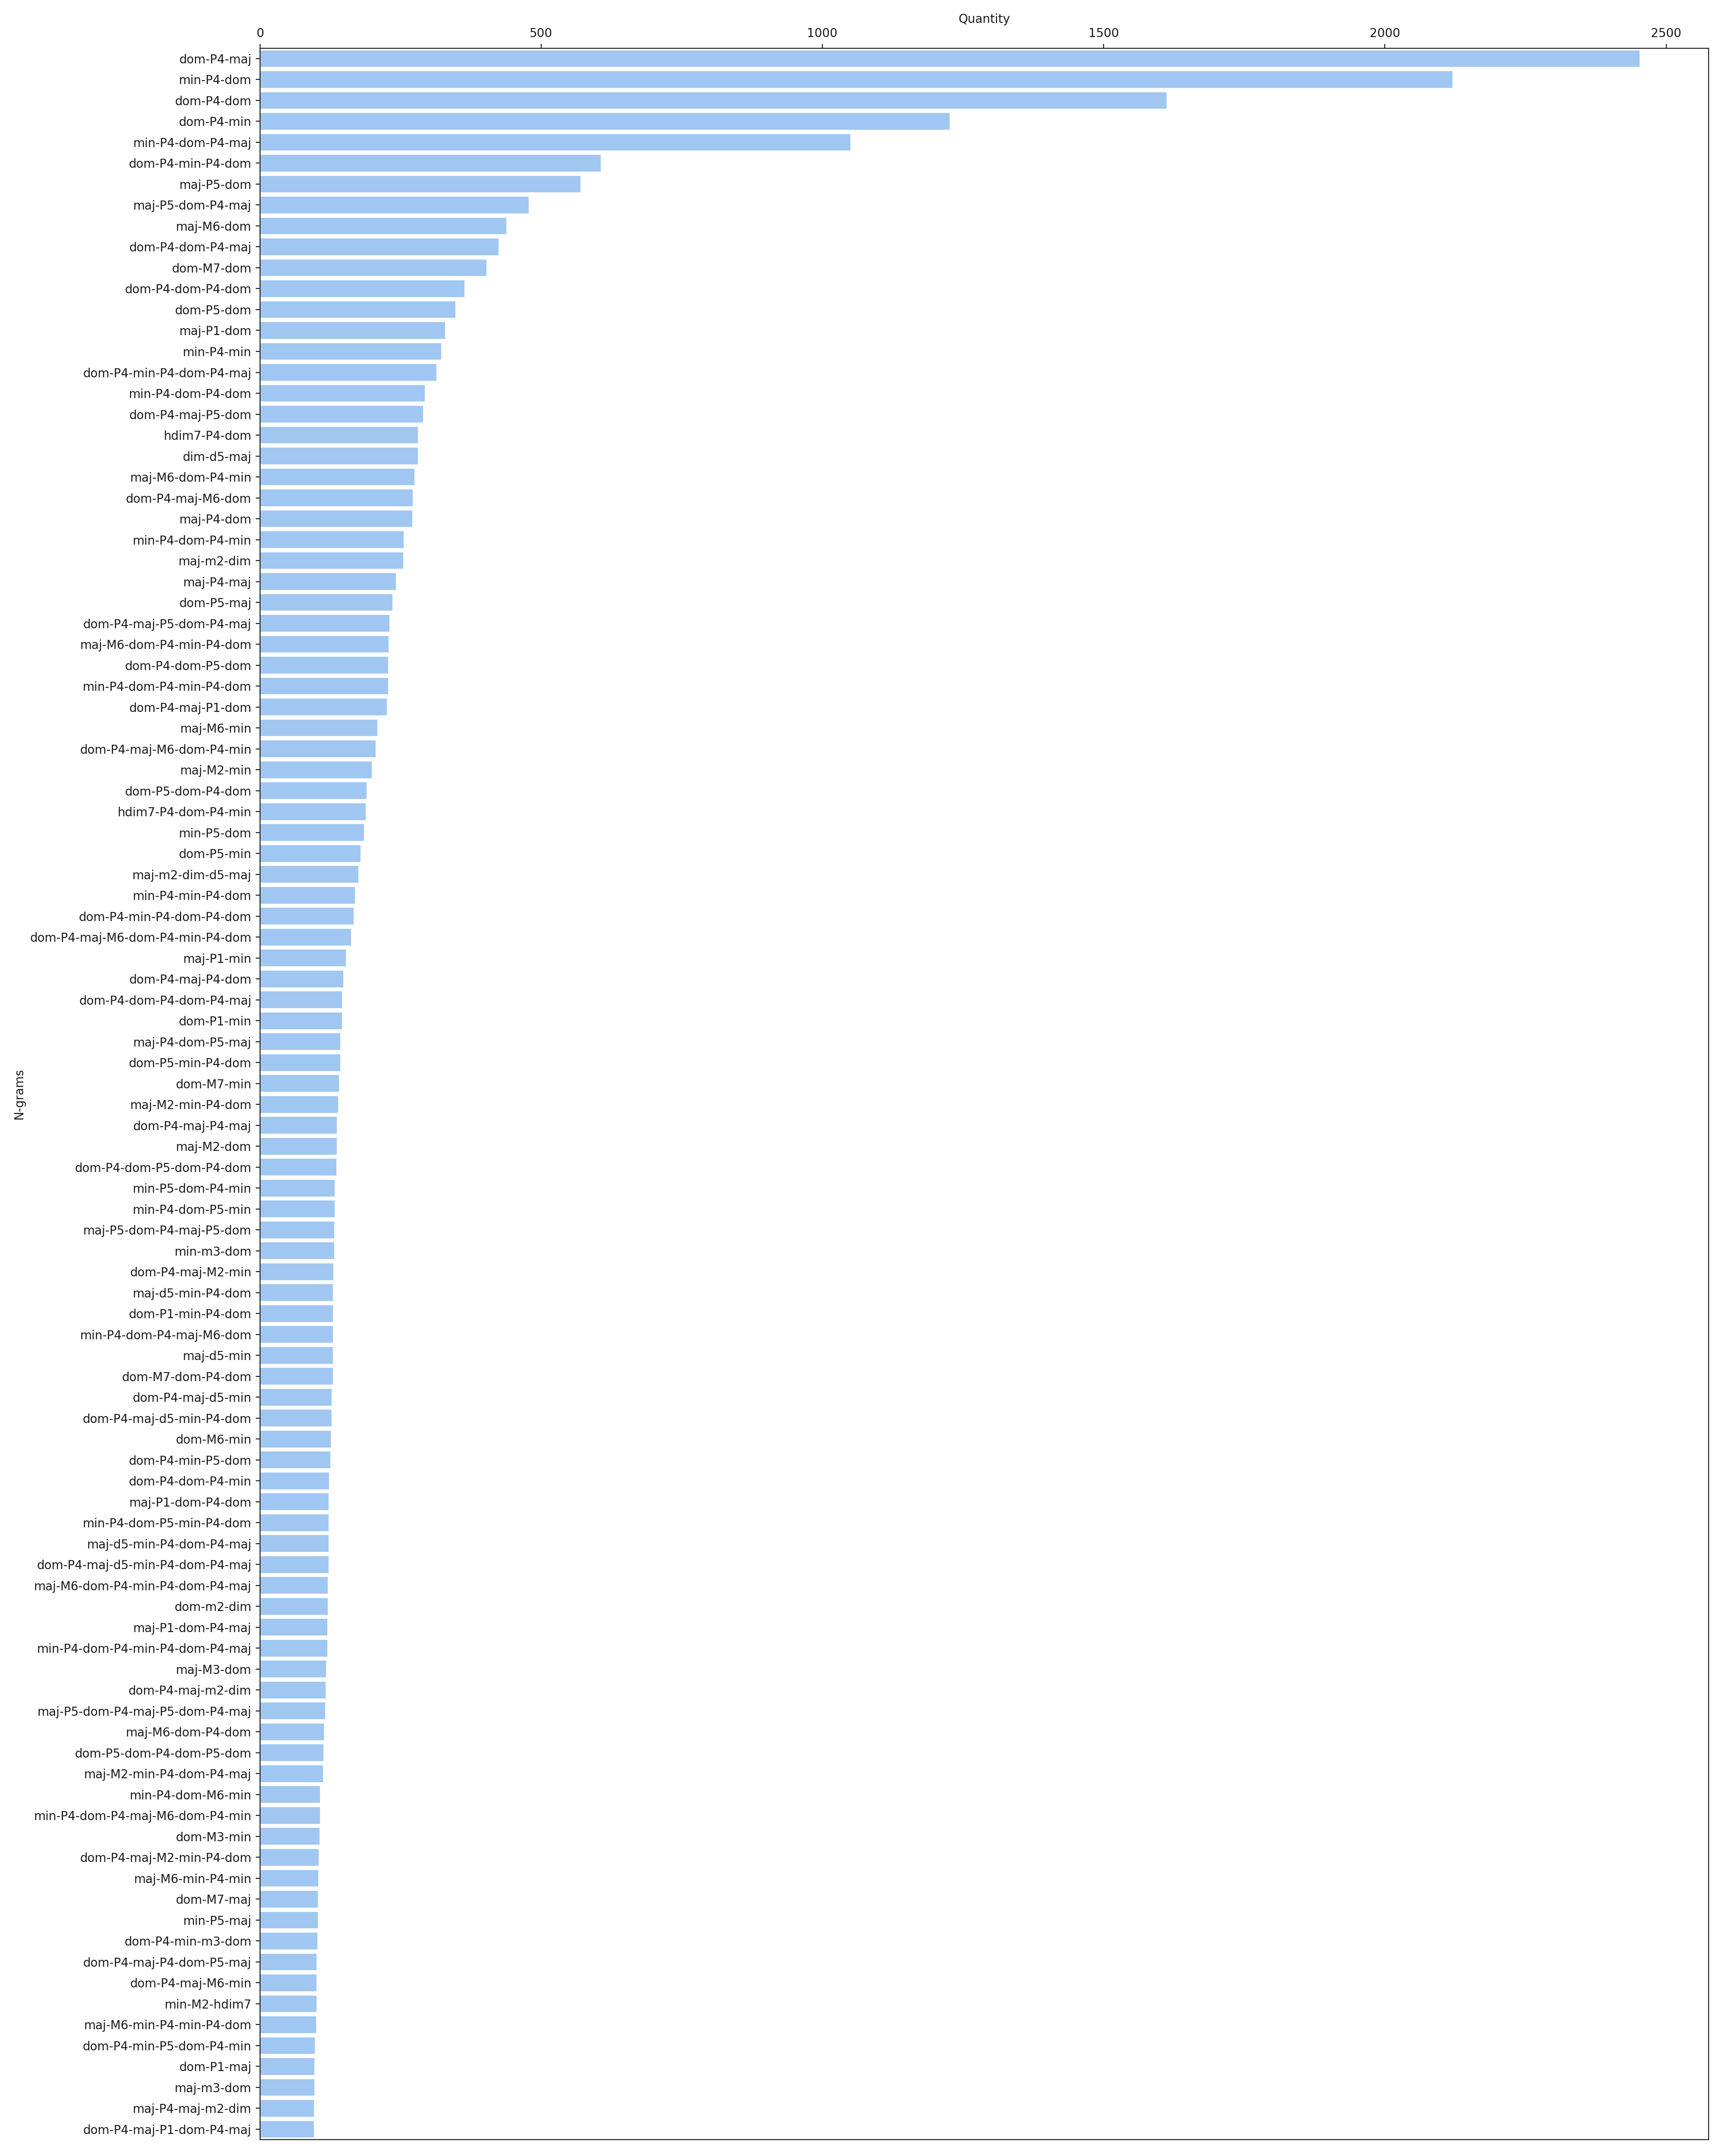 Quantity
0 500 1000 1500 2000 2500
dom-P4-maj
min-P4-dom
dom-P4-dom
dom-P4-min
min-P4-dom-P4-maj
dom-P4-min-P4-dom
maj-P5-dom
maj-P5-dom-P4-maj
maj-M6-dom
dom-P4-dom-P4-maj
dom-M7-dom
dom-P4-dom-P4-dom
dom-P5-dom
maj-P1-dom
min-P4-min
dom-P4-min-P4-dom-P4-maj
min-P4-dom-P4-dom
dom-P4-maj-P5-dom
hdim7-P4-dom
dim-d5-maj
maj-M6-dom-P4-min
dom-P4-maj-M6-dom
maj-P4-dom
min-P4-dom-P4-min
maj-m2-dim
maj-P4-maj
dom-P5-maj
dom-P4-maj-P5-dom-P4-maj
maj-M6-dom-P4-min-P4-dom
dom-P4-dom-P5-dom
min-P4-dom-P4-min-P4-dom
dom-P4-maj-P1-dom
maj-M6-min
dom-P4-maj-M6-dom-P4-min
maj-M2-min
dom-P5-dom-P4-dom
hdim7-P4-dom-P4-min
min-P5-dom
dom-P5-min
maj-m2-dim-d5-maj
min-P4-min-P4-dom
dom-P4-min-P4-dom-P4-dom
dom-P4-maj-M6-dom-P4-min-P4-dom
maj-P1-min
dom-P4-maj-P4-dom
dom-P4-dom-P4-dom-P4-maj
dom-P1-min
maj-P4-dom-P5-maj
dom-P5-min-P4-dom
dom-M7-min
maj-M2-min-P4-dom
dom-P4-maj-P4-maj
maj-M2-dom
dom-P4-dom-P5-dom-P4-dom
min-P5-dom-P4-min
min-P4-dom-P5-min
maj-P5-dom-P4-maj-P5-dom
min-m3-dom
dom-P4-maj-M2-min
maj-d5-min-P4-dom
dom-P1-min-P4-dom
min-P4-dom-P4-maj-M6-dom
maj-d5-min
dom-M7-dom-P4-dom
dom-P4-maj-d5-min
dom-P4-maj-d5-min-P4-dom
dom-M6-min
dom-P4-min-P5-dom
dom-P4-dom-P4-min
maj-P1-dom-P4-dom
min-P4-dom-P5-min-P4-dom
maj-d5-min-P4-dom-P4-maj
dom-P4-maj-d5-min-P4-dom-P4-maj
maj-M6-dom-P4-min-P4-dom-P4-maj
dom-m2-dim
maj-P1-dom-P4-maj
min-P4-dom-P4-min-P4-dom-P4-maj
maj-M3-dom
dom-P4-maj-m2-dim
maj-P5-dom-P4-maj-P5-dom-P4-maj
maj-M6-dom-P4-dom
dom-P5-dom-P4-dom-P5-dom
maj-M2-min-P4-dom-P4-maj
min-P4-dom-M6-min
min-P4-dom-P4-maj-M6-dom-P4-min
dom-M3-min
dom-P4-maj-M2-min-P4-dom
maj-M6-min-P4-min
dom-M7-maj
min-P5-maj
dom-P4-min-m3-dom
dom-P4-maj-P4-dom-P5-maj
dom-P4-maj-M6-min
min-M2-hdim7
maj-M6-min-P4-min-P4-dom
dom-P4-min-P5-dom-P4-min
dom-P1-maj
maj-m3-dom
maj-P4-maj-m2-dim
dom-P4-maj-P1-dom-P4-maj
N-grams